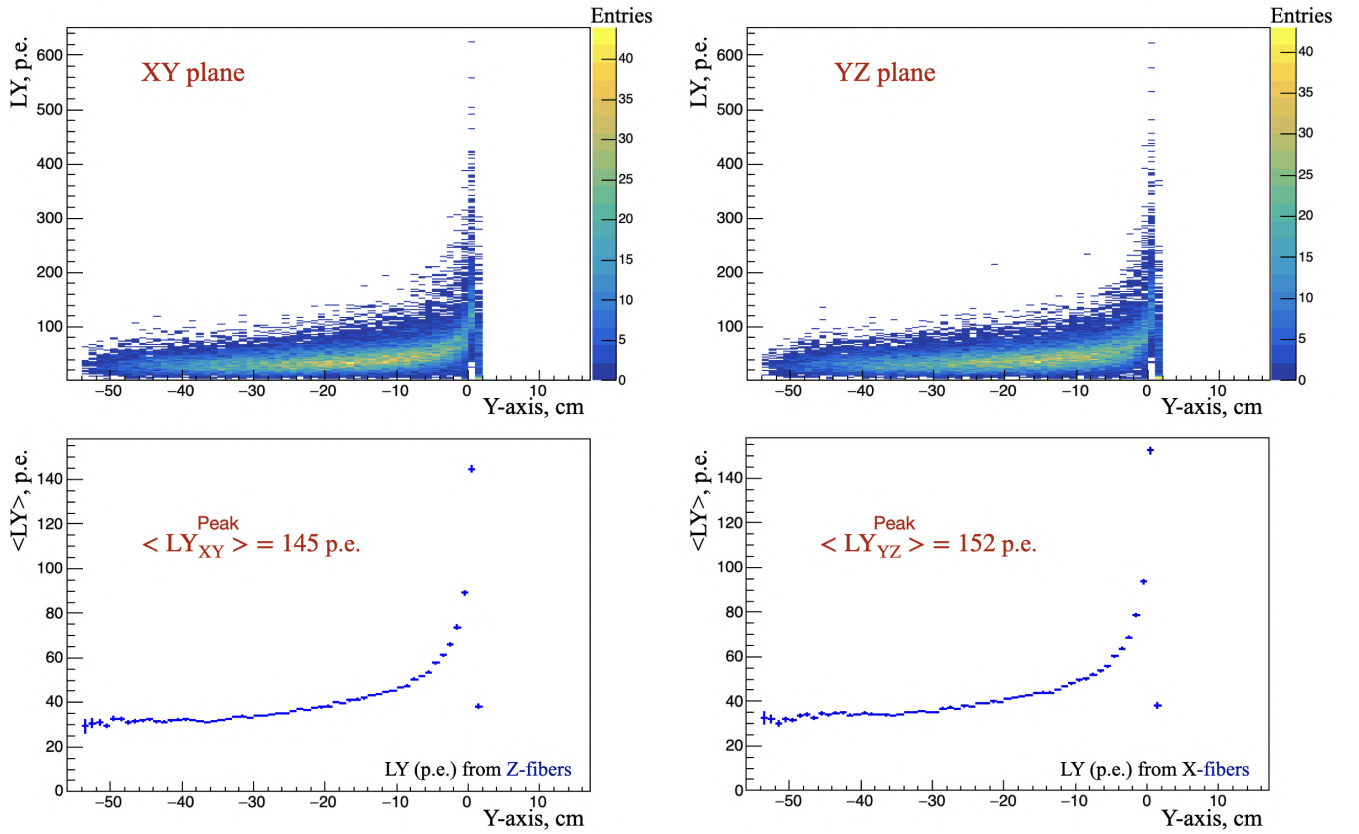 Entries
LY, p.e.
600
500
400
300
200
100
XY plane
40
35
30
25
20
15
10
5
0
−50 −40 −30 −20 −10 0 10
Y-axis, cm
Entries
LY, p.e.
600
500
400
300
200
100
YZ plane
40
35
30
25
20
15
10
5
0
−50 −40 −30 −20 −10 0 10
Y-axis, cm
<LY>, p.e.
140
120
100
80
60
40
20
0
Peak
< LY_XY > = 145 p.e.
LY (p.e.) from Z-fibers
−50 −40 −30 −20 −10 0 10
Y-axis, cm
<LY>, p.e.
140
120
100
80
60
40
20
0
Peak
< LY_YZ > = 152 p.e.
LY (p.e.) from X-fibers
−50 −40 −30 −20 −10 0 10
Y-axis, cm